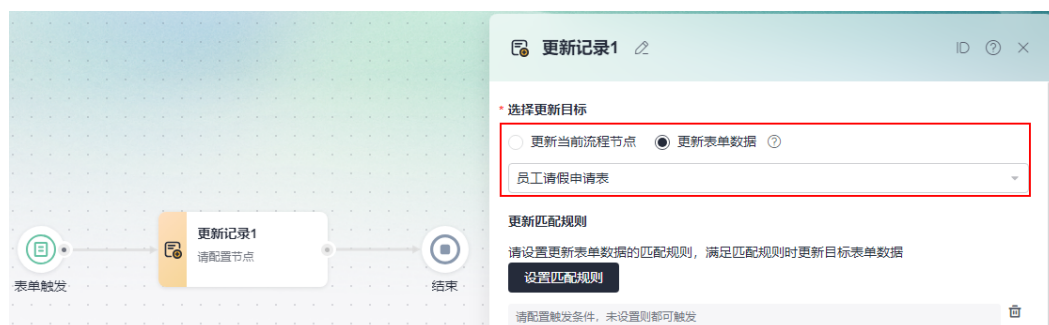 更新记录1
ID
* 选择更新目标
更新当前流程节点 更新表单数据
员工请假申请表
更新匹配规则
请设置更新表单数据的匹配规则，满足匹配规则时更新目标表单数据
设置匹配规则
请配置触发条件，未设置则都可触发
更新记录1
请配置节点
表单触发
结束